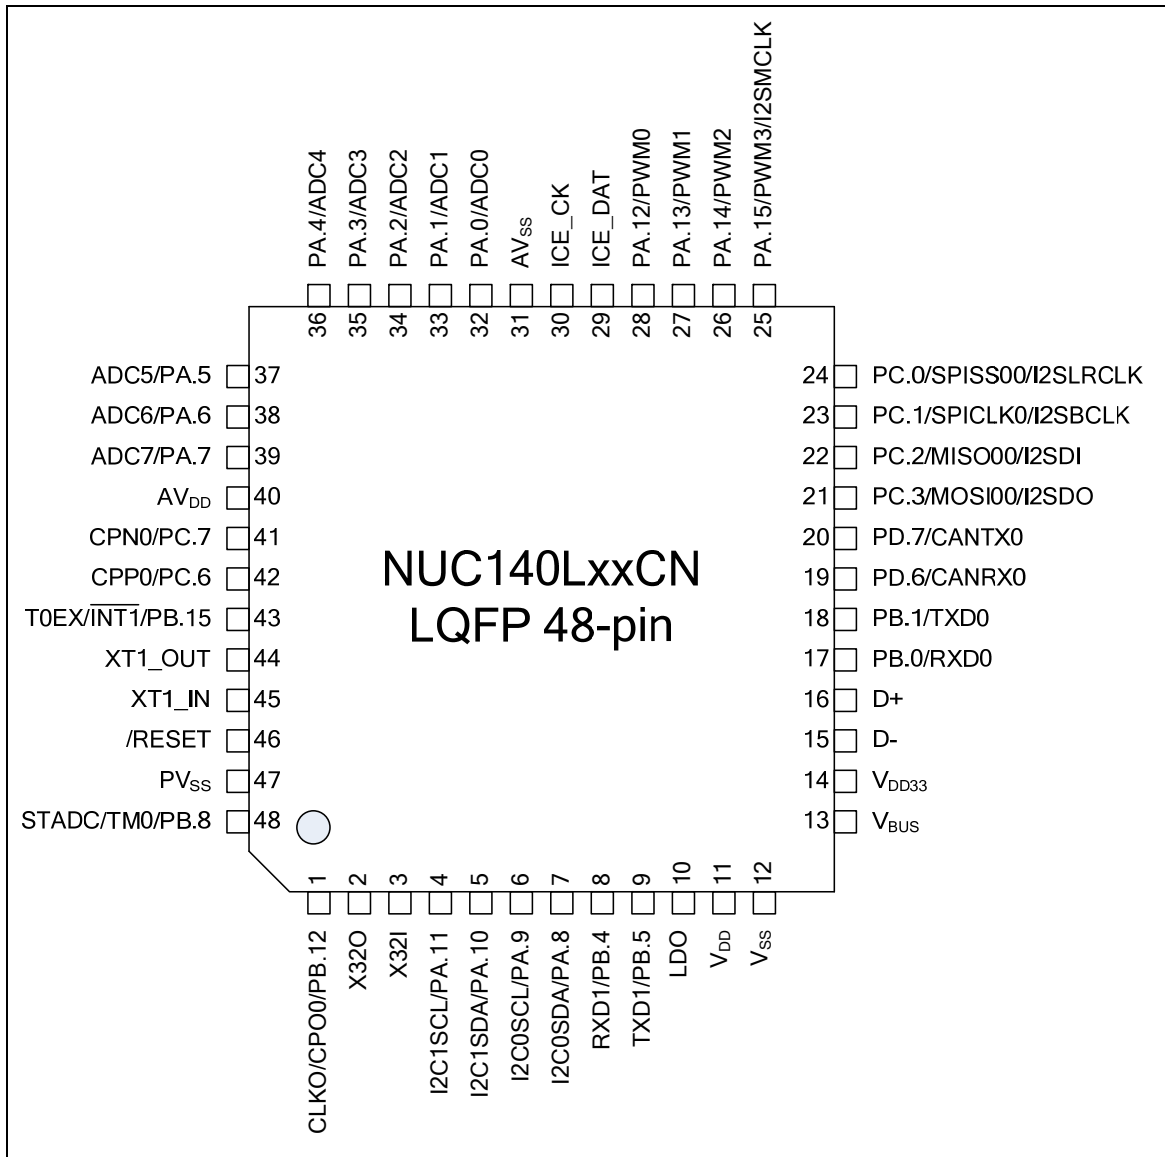 PA.4/ADC4
PA.3/ADC3
PA.2/ADC2
PA.1/ADC1
PA.0/ADC0
AVSS
ICE_CK
ICE_DAT
PA.12/PWM0
PA.13/PWM1
PA.14/PWM2
PA.15/PWM3/I2SMCLK
36
35
34
33
32
31
30
29
28
27
26
25
ADC5/PA.5 37
ADC6/PA.6 38
ADC7/PA.7 39
AVDD 40
CPN0/PC.7 41
CPP0/PC.6 42
T0EX/INT1/PB.15 43
XT1_OUT 44
XT1_IN 45
/RESET 46
PVSS 47
STADC/TM0/PB.8 48
NUC140LxxCN
LQFP 48-pin
24 PC.0/SPISS00/I2SLRCLK
23 PC.1/SPICLK0/I2SBCLK
22 PC.2/MISO00/I2SDI
21 PC.3/MOSI00/I2SDO
20 PD.7/CANTX0
19 PD.6/CANRX0
18 PB.1/TXD0
17 PB.0/RXD0
16 D+
15 D-
14 VDD33
13 VBUS
1
2
3
4
5
6
7
8
9
10
11
12
CLKO/CPO0/PB.12
X32O
X32I
I2C1SCL/PA.11
I2C1SDA/PA.10
I2C0SCL/PA.9
I2C0SDA/PA.8
RXD1/PB.4
TXD1/PB.5
LDO
VDD
VSS